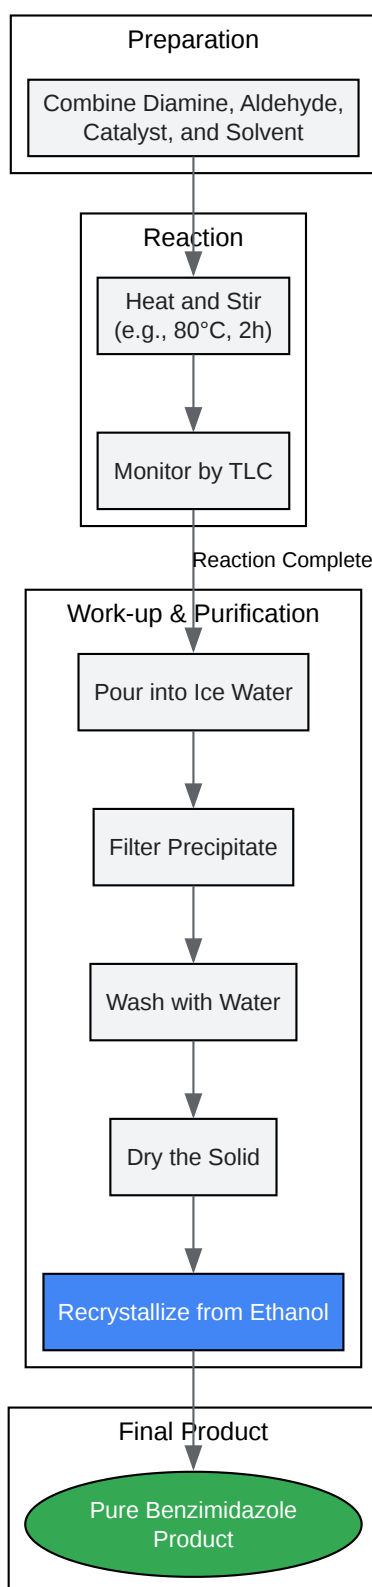 Preparation
Combine Diamine, Aldehyde,
Catalyst, and Solvent
Reaction
Heat and Stir
(e.g., 80°C, 2h)
Monitor by TLC
Reaction Complete
Work-up & Purification
Pour into Ice Water
Filter Precipitate
Wash with Water
Dry the Solid
Recrystallize from Ethanol
Final Product
Pure Benzimidazole
Product